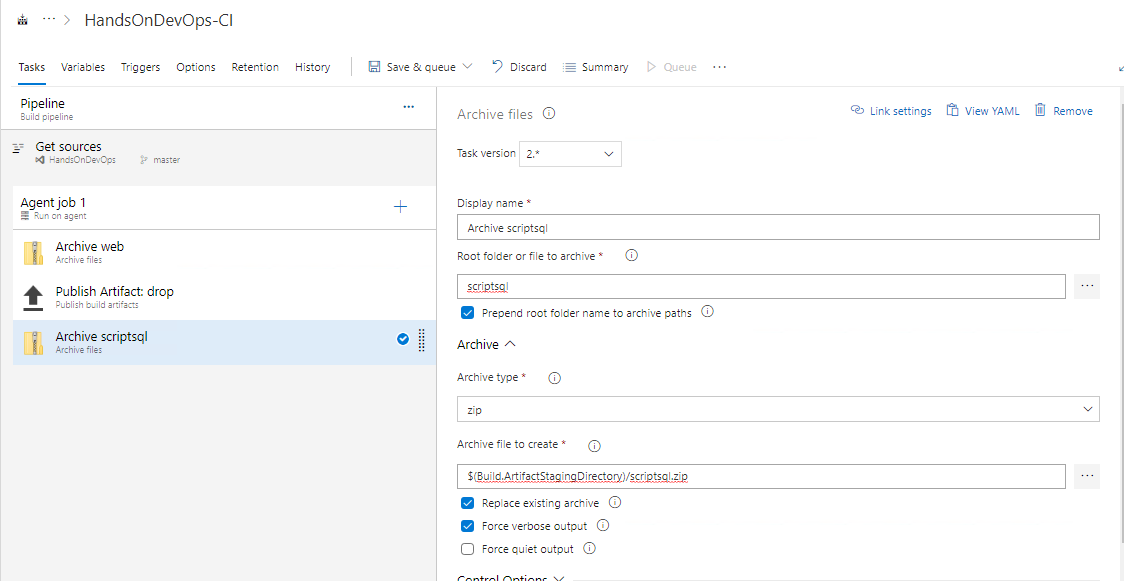 ··· > HandsOnDevOps-CI
Tasks Variables Triggers Options Retention History Save & queue Discard Summary Queue ···
Pipeline ···
Build pipeline
Get sources
HandsOnDevOps master
Agent job 1 +
Run on agent
Archive web
Archive files
Publish Artifact: drop
Publish build artifacts
Archive scriptsql
Archive files
Archive files Link settings View YAML Remove
Task version 2.*
Display name *
Archive scriptsql
Root folder or file to archive *
scriptsql ···
Prepend root folder name to archive paths
Archive
Archive type *
zip
Archive file to create *
$(Build.ArtifactStagingDirectory)/scriptsql.zip ···
Replace existing archive
Force verbose output
Force quiet output
Control Options